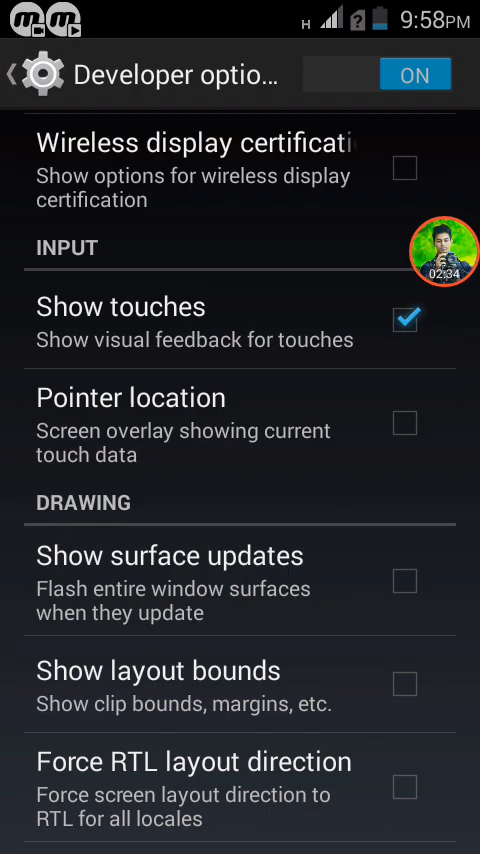 H 9:58PM
Developer optio... ON
Wireless display certificati
Show options for wireless display
certification
INPUT
02:34
Show touches
Show visual feedback for touches
Pointer location
Screen overlay showing current
touch data
DRAWING
Show surface updates
Flash entire window surfaces
when they update
Show layout bounds
Show clip bounds, margins, etc.
Force RTL layout direction
Force screen layout direction to
RTL for all locales